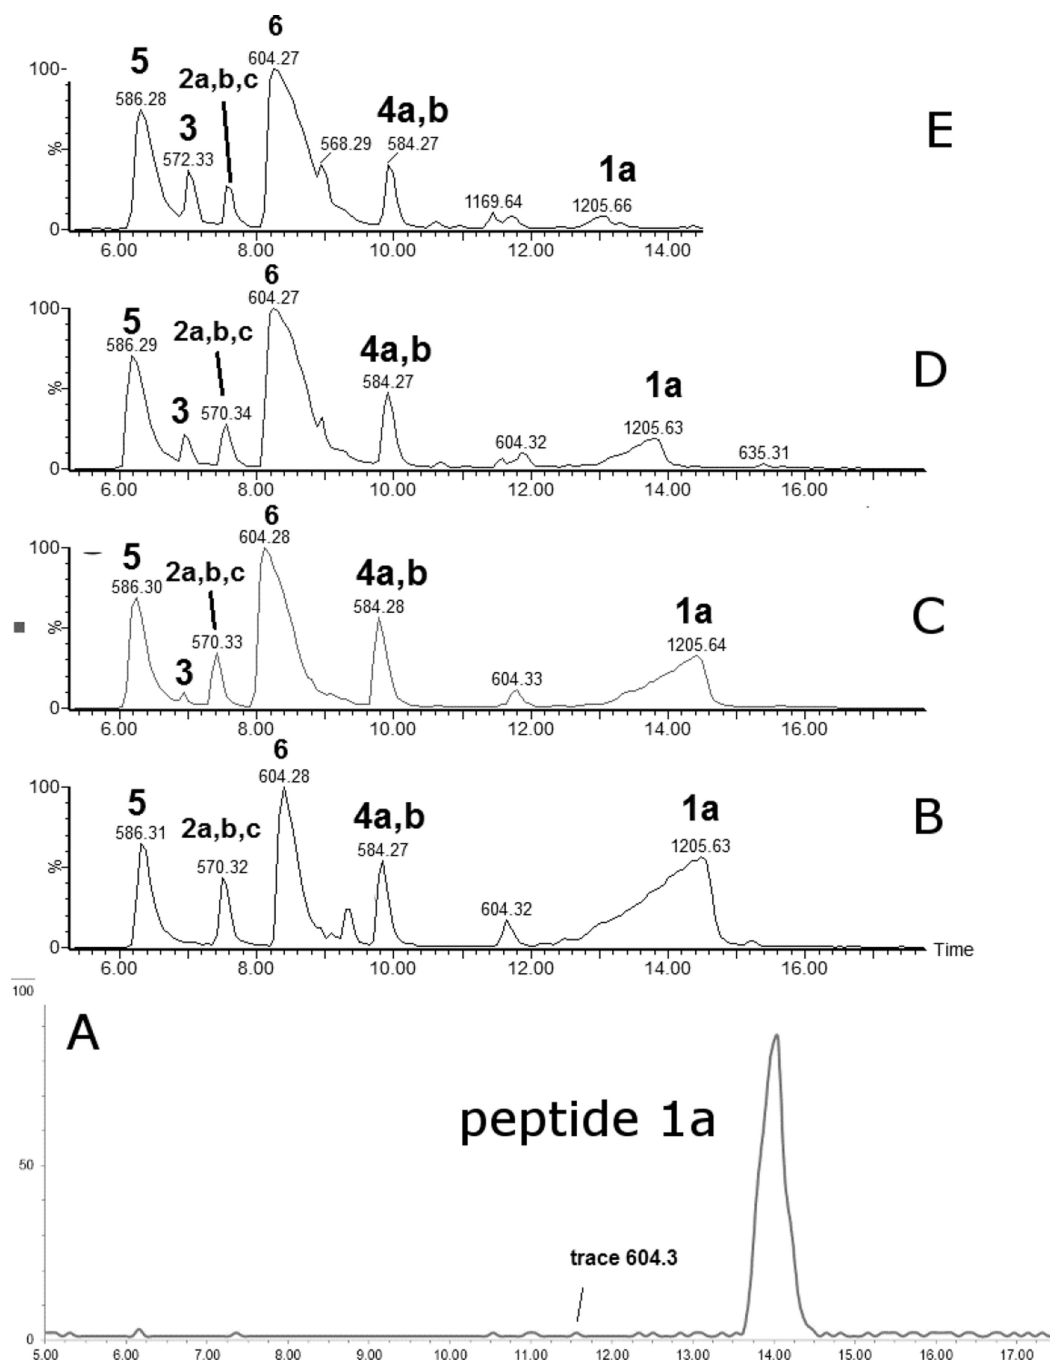 6
5
604.27
100-
2a,b,c
586.28
4a,b
E
3
572.33
568.29
584.27
1a
%
1169.64
1205.66
0
6.00 8.00 10.00 12.00 14.00
6
604.27
100
5
2a,b,c
586.29
4a,b
D
3
570.34
584.27
1a
%
604.32
1205.63
635.31
0
6.00 8.00 10.00 12.00 14.00 16.00
6
604.28
100
5
2a,b,c
4a,b
586.30
584.28
1a
C
3
570.33
1205.64
%
604.33
0
6.00 8.00 10.00 12.00 14.00 16.00
6
604.28
100
5
2a,b,c
4a,b
1a
B
586.31
570.32
584.27
1205.63
%
604.32
0
Time
6.00 8.00 10.00 12.00 14.00 16.00
100
A
peptide 1a
50
trace 604.3
0
5.00 6.00 7.00 8.00 9.00 10.00 11.00 12.00 13.00 14.00 15.00 16.00 17.00